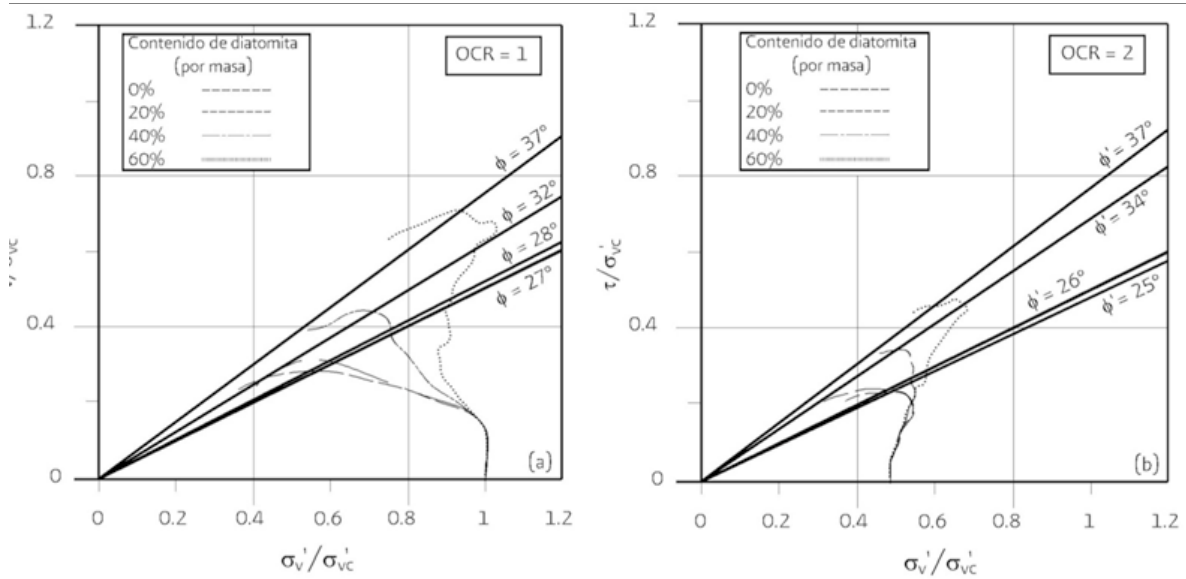 1.2
Contenido de diatomita
(por masa)
0%
20%
40%
60%
OCR = 1
0.8
0.4
0
ϕ = 37°
ϕ = 32°
ϕ = 28°
ϕ = 27°
(a)
0 0.2 0.4 0.6 0.8 1 1.2
σv'/σvc'
1.2
Contenido de diatomita
(por masa)
0%
20%
40%
60%
OCR = 2
0.8
0.4
0
τ/σvc'
ϕ' = 37°
ϕ' = 34°
ϕ' = 26°
ϕ' = 25°
(b)
0 0.2 0.4 0.6 0.8 1 1.2
σv'/σvc'